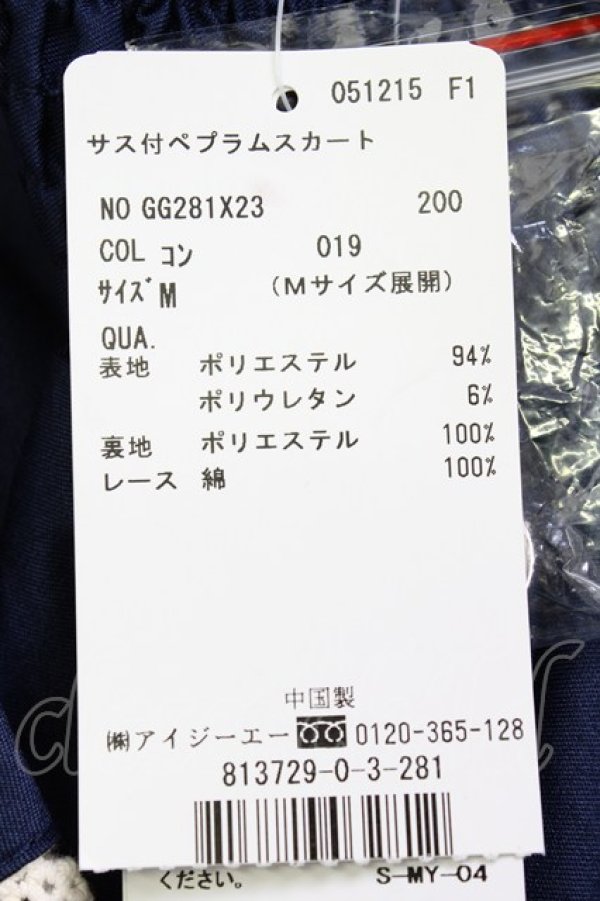 051215 F1
サス付ペプラムスカート
NO GG281X23 200
COL コン 019
ｻｲｽﾞ M （Mサイズ展開）
QUA.
表地 ポリエステル 94%
ポリウレタン 6%
裏地 ポリエステル 100%
レース 綿 100%
中国製
㈱アイジーエー 0120-365-128
813729-0-3-281
ください。 S-MY-04